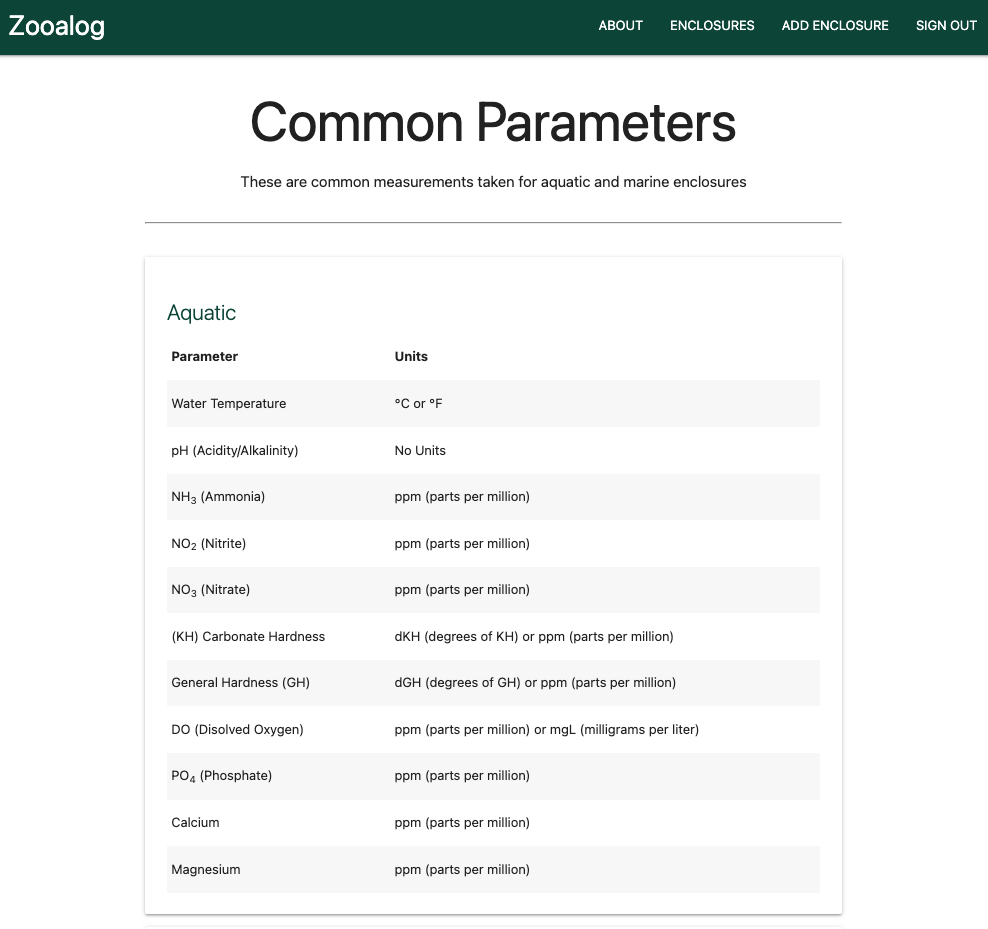 Zooalog ABOUT ENCLOSURES ADD ENCLOSURE SIGN OUT
Common Parameters
These are common measurements taken for aquatic and marine enclosures
Aquatic
Parameter Units
Water Temperature °C or °F
pH (Acidity/Alkalinity) No Units
NH₃ (Ammonia) ppm (parts per million)
NO₂ (Nitrite) ppm (parts per million)
NO₃ (Nitrate) ppm (parts per million)
(KH) Carbonate Hardness dKH (degrees of KH) or ppm (parts per million)
General Hardness (GH) dGH (degrees of GH) or ppm (parts per million)
DO (Disolved Oxygen) ppm (parts per million) or mgL (milligrams per liter)
PO₄ (Phosphate) ppm (parts per million)
Calcium ppm (parts per million)
Magnesium ppm (parts per million)